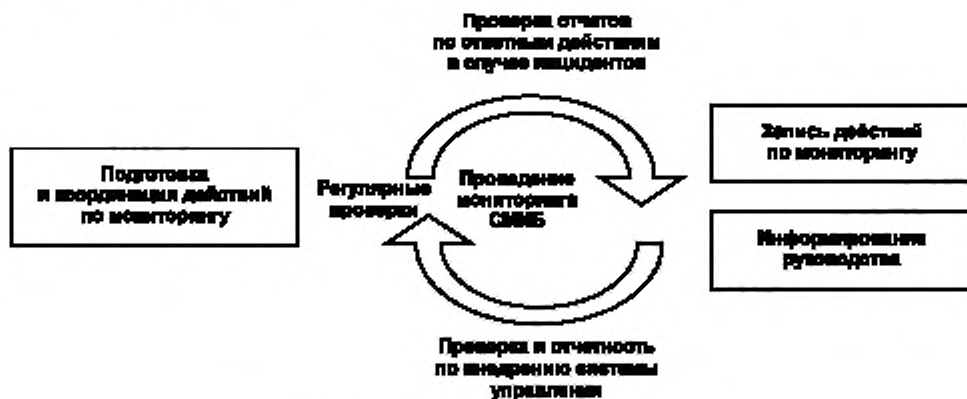 Проверка отчетов
по ответным действиям
в случае инцидентов
Подготовка
и координация действий
по мониторингу
Регулярные
проверки
Проведение
мониторинга
СМИБ
Запись действий
по мониторингу
Информирование
руководства
Проверка и отчетность
по внедрению системы
управления